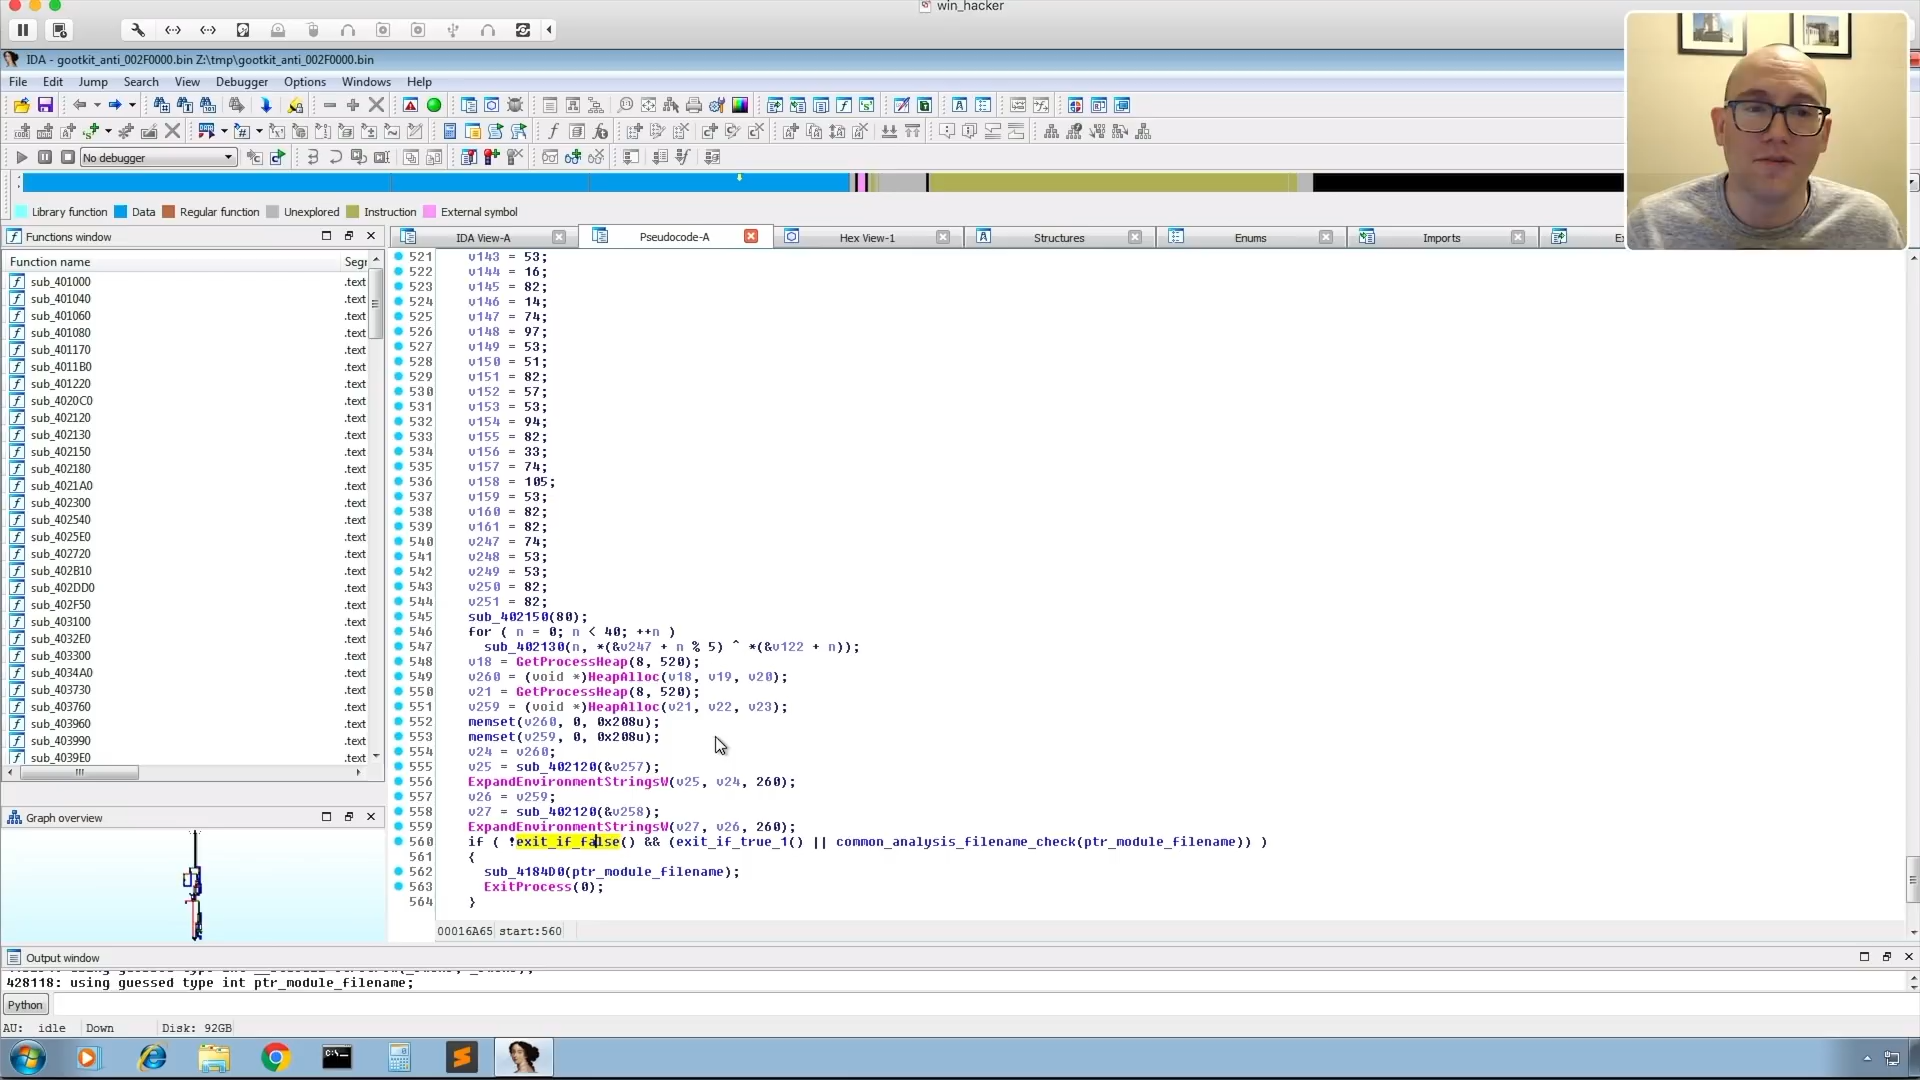 win_hacker
IDA - gootkit_anti_002F0000.bin Z:\tmp\gootkit_anti_002F0000.bin
File Edit Jump Search View Debugger Options Windows Help
No debugger
Library function Data Regular function Unexplored Instruction External symbol
Functions window
IDA View-A Pseudocode-A Hex View-1 Structures Enums Imports
Function name Segr
sub_401000 .text
sub_401040 .text
sub_401060 .text
sub_401080 .text
sub_401170 .text
sub_4011B0 .text
sub_401220 .text
sub_4020C0 .text
sub_402120 .text
sub_402130 .text
sub_402150 .text
sub_402180 .text
sub_4021A0 .text
sub_402300 .text
sub_402540 .text
sub_4025E0 .text
sub_402720 .text
sub_402B10 .text
sub_402DD0 .text
sub_402F50 .text
sub_403100 .text
sub_4032E0 .text
sub_403300 .text
sub_4034A0 .text
sub_403730 .text
sub_403760 .text
sub_403960 .text
sub_403990 .text
sub_4039E0 .text
Graph overview
521 v143 = 53;
522 v144 = 16;
523 v145 = 82;
524 v146 = 14;
525 v147 = 74;
526 v148 = 97;
527 v149 = 53;
528 v150 = 51;
529 v151 = 82;
530 v152 = 57;
531 v153 = 53;
532 v154 = 94;
533 v155 = 82;
534 v156 = 33;
535 v157 = 74;
536 v158 = 105;
537 v159 = 53;
538 v160 = 82;
539 v161 = 82;
540 v247 = 74;
541 v248 = 53;
542 v249 = 53;
543 v250 = 82;
544 v251 = 82;
545 sub_402150(80);
546 for ( n = 0; n < 40; ++n )
547 sub_402130(n, *(&v247 + n % 5) ^ *(&v122 + n));
548 v18 = GetProcessHeap(8, 520);
549 v260 = (void *)HeapAlloc(v18, v19, v20);
550 v21 = GetProcessHeap(8, 520);
551 v259 = (void *)HeapAlloc(v21, v22, v23);
552 memset(v260, 0, 0x208u);
553 memset(v259, 0, 0x208u);
554 v24 = v260;
555 v25 = sub_402120(&v257);
556 ExpandEnvironmentStringsW(v25, v24, 260);
557 v26 = v259;
558 v27 = sub_402120(&v258);
559 ExpandEnvironmentStringsW(v27, v26, 260);
560 if ( !exit_if_false() && (exit_if_true_1() || common_analysis_filename_check(ptr_module_filename)) )
561 {
562 sub_4184D0(ptr_module_filename);
563 ExitProcess(0);
564 }
00016A65 start:560
Output window
428118: using guessed type int ptr_module_filename;
Python
AU: idle Down Disk: 92GB